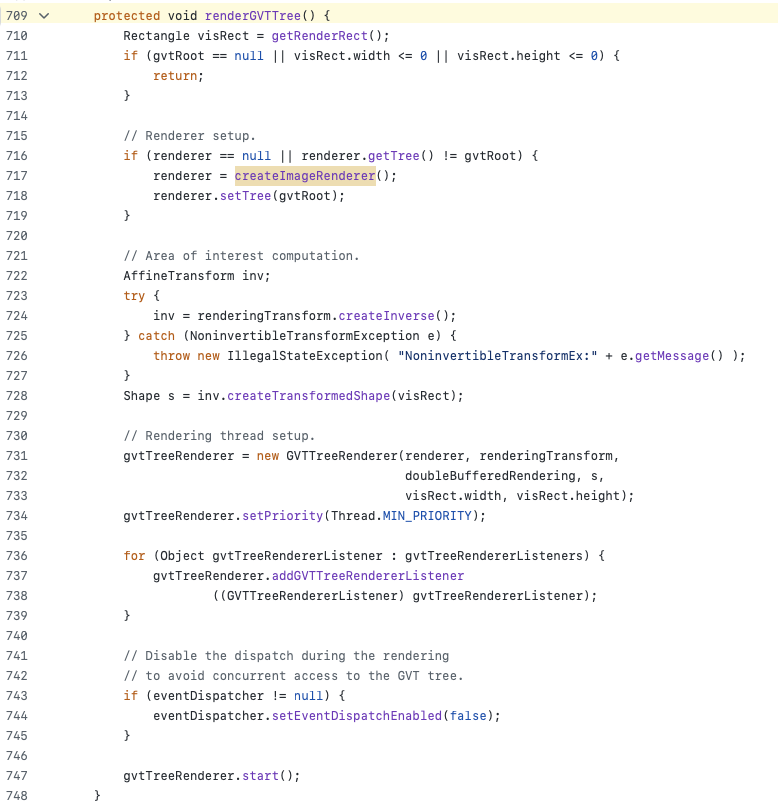 709 protected void renderGVTTree() {
710 Rectangle visRect = getRenderRect();
711 if (gvtRoot == null || visRect.width <= 0 || visRect.height <= 0) {
712 return;
713 }
714
715 // Renderer setup.
716 if (renderer == null || renderer.getTree() != gvtRoot) {
717 renderer = createImageRenderer();
718 renderer.setTree(gvtRoot);
719 }
720
721 // Area of interest computation.
722 AffineTransform inv;
723 try {
724 inv = renderingTransform.createInverse();
725 } catch (NoninvertibleTransformException e) {
726 throw new IllegalStateException( "NoninvertibleTransformEx:" + e.getMessage() );
727 }
728 Shape s = inv.createTransformedShape(visRect);
729
730 // Rendering thread setup.
731 gvtTreeRenderer = new GVTTreeRenderer(renderer, renderingTransform,
732 doubleBufferedRendering, s,
733 visRect.width, visRect.height);
734 gvtTreeRenderer.setPriority(Thread.MIN_PRIORITY);
735
736 for (Object gvtTreeRendererListener : gvtTreeRendererListeners) {
737 gvtTreeRenderer.addGVTTreeRendererListener
738 ((GVTTreeRendererListener) gvtTreeRendererListener);
739 }
740
741 // Disable the dispatch during the rendering
742 // to avoid concurrent access to the GVT tree.
743 if (eventDispatcher != null) {
744 eventDispatcher.setEventDispatchEnabled(false);
745 }
746
747 gvtTreeRenderer.start();
748 }